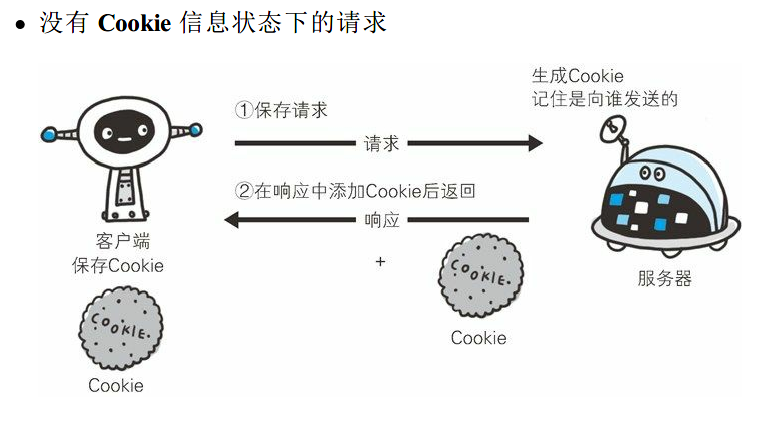 • 没有 Cookie 信息状态下的请求
生成Cookie
记住是向谁发送的
①保存请求
请求
②在响应中添加Cookie后返回
响应
客户端
保存Cookie
+
COOKIE.
服务器
Cookie
COOKIE.
Cookie